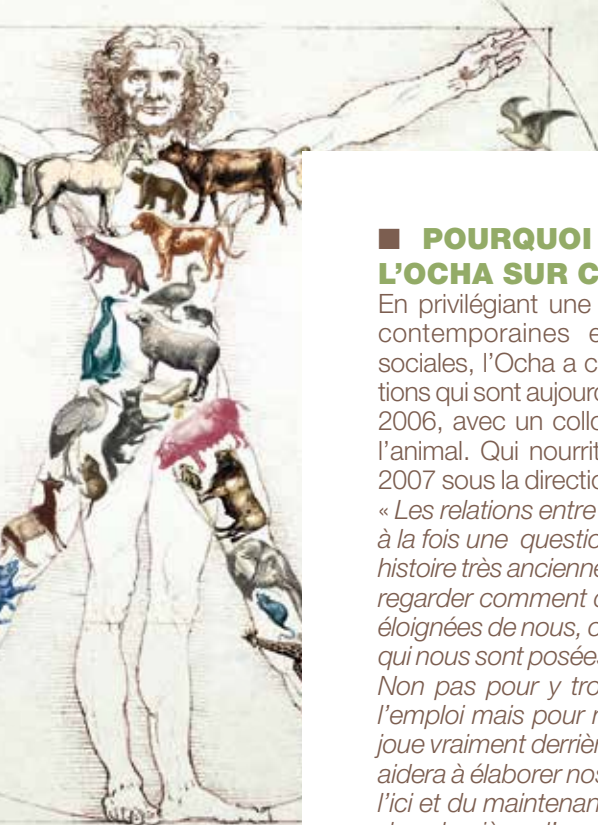 ■ POURQUOI
L'OCHA SUR C
En privilégiant une
contemporaines e
sociales, l'Ocha a c
tions qui sont aujourd
2006, avec un collo
l'animal. Qui nourrit
2007 sous la directio
« Les relations entre
à la fois une questio
histoire très ancienne
regarder comment d
éloignées de nous, o
qui nous sont posées
Non pas pour y tro
l'emploi mais pour m
joue vraiment derrièr
aidera à élaborer nos
l'ici et du maintenan